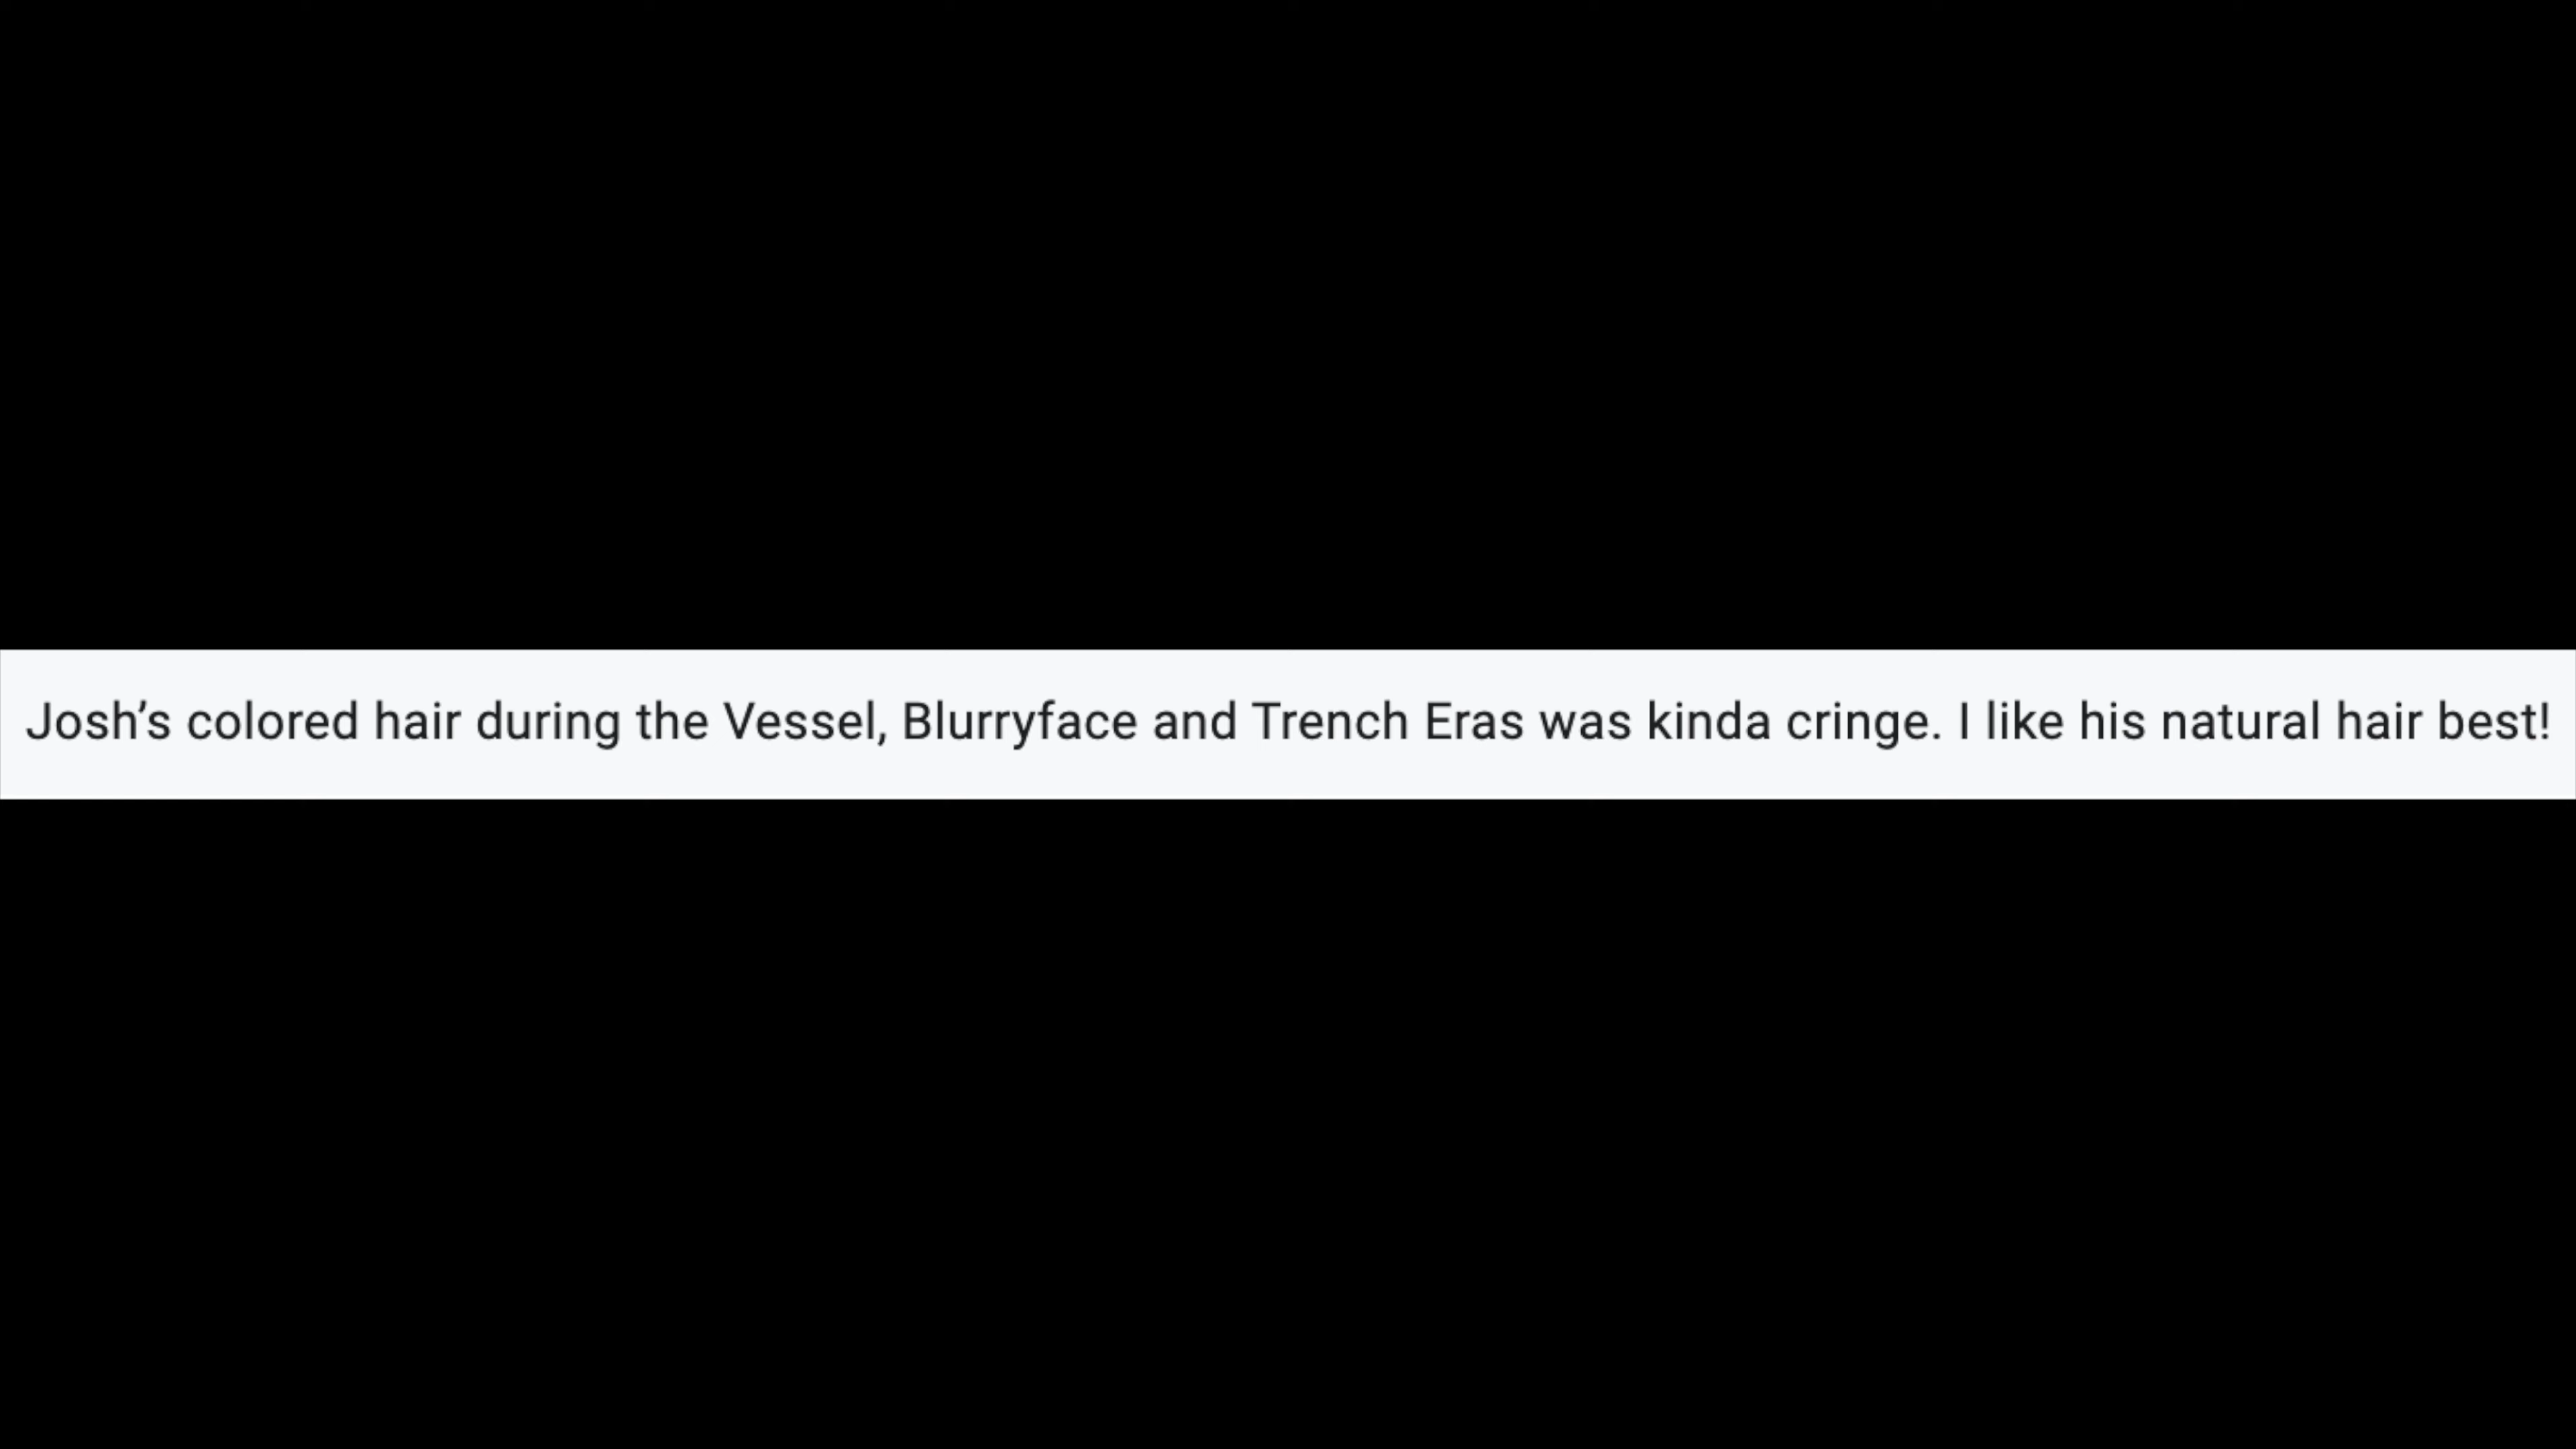 Josh’s colored hair during the Vessel, Blurryface and Trench Eras was kinda cringe. I like his natural hair best!